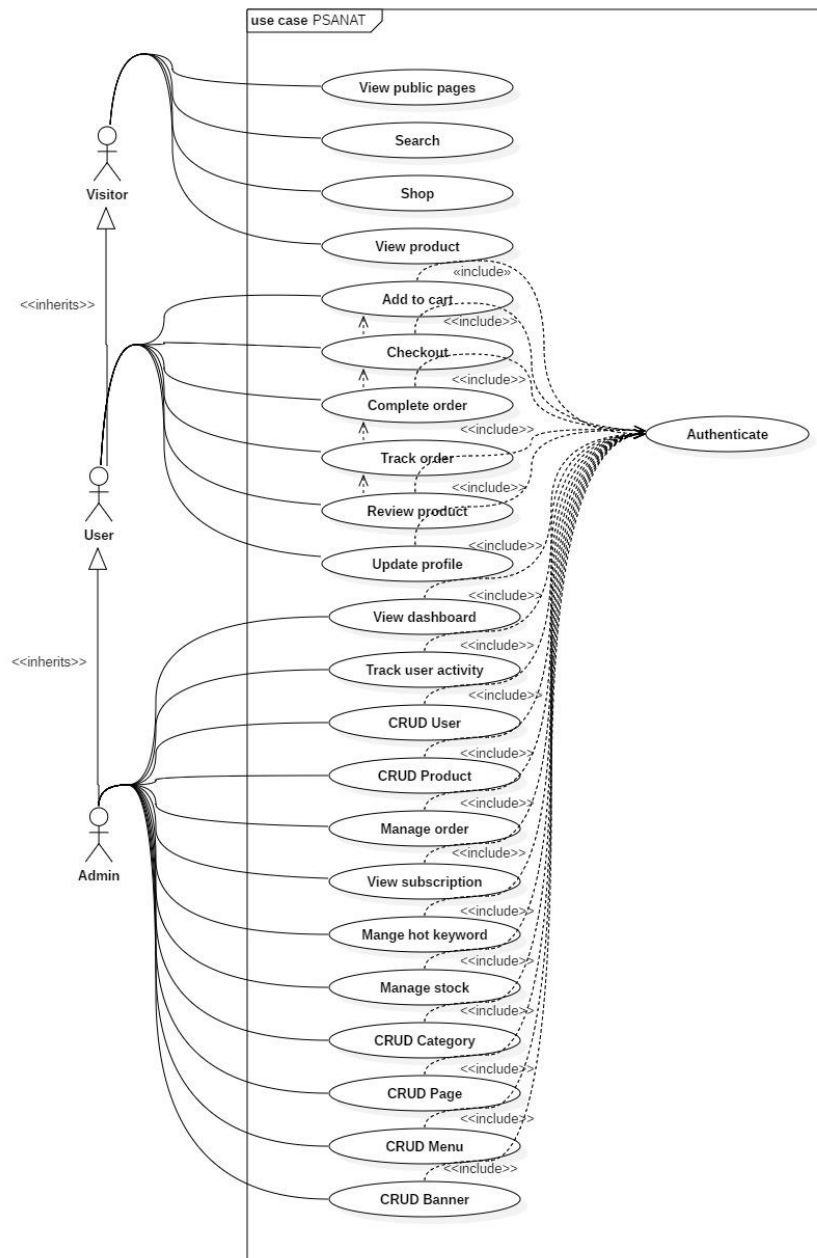 use case PSANAT
View public pages
Search
Visitor
Shop
View product
«include»
Add to cart
<<inherits>>
<<include>>
Checkout
<<include>>
Complete order
<<include>>
Authenticate
Track order
<<include>>
Review product
User
<<include>>
Update profile
<<include>>
View dashboard
<<include>>
<<inherits>>
Track user activity
<<include>>
CRUD User
<<include>>
CRUD Product
<<include>>
Manage order
<<include>>
Admin
View subscription
<<include>>
Mange hot keyword
<<include>>
Manage stock
<<include>>
CRUD Category
<<include>>
CRUD Page
<<include>>
CRUD Menu
<<include>>
CRUD Banner